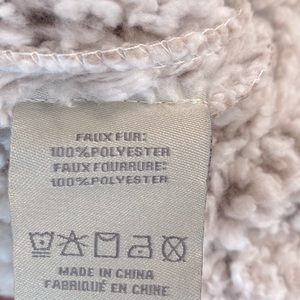 FAUX FUR:
100%POLYESTER
FAUX FOURRURE:
100%POLYESTER
MADE IN CHINA
FABRIQUÉ EN CHINE